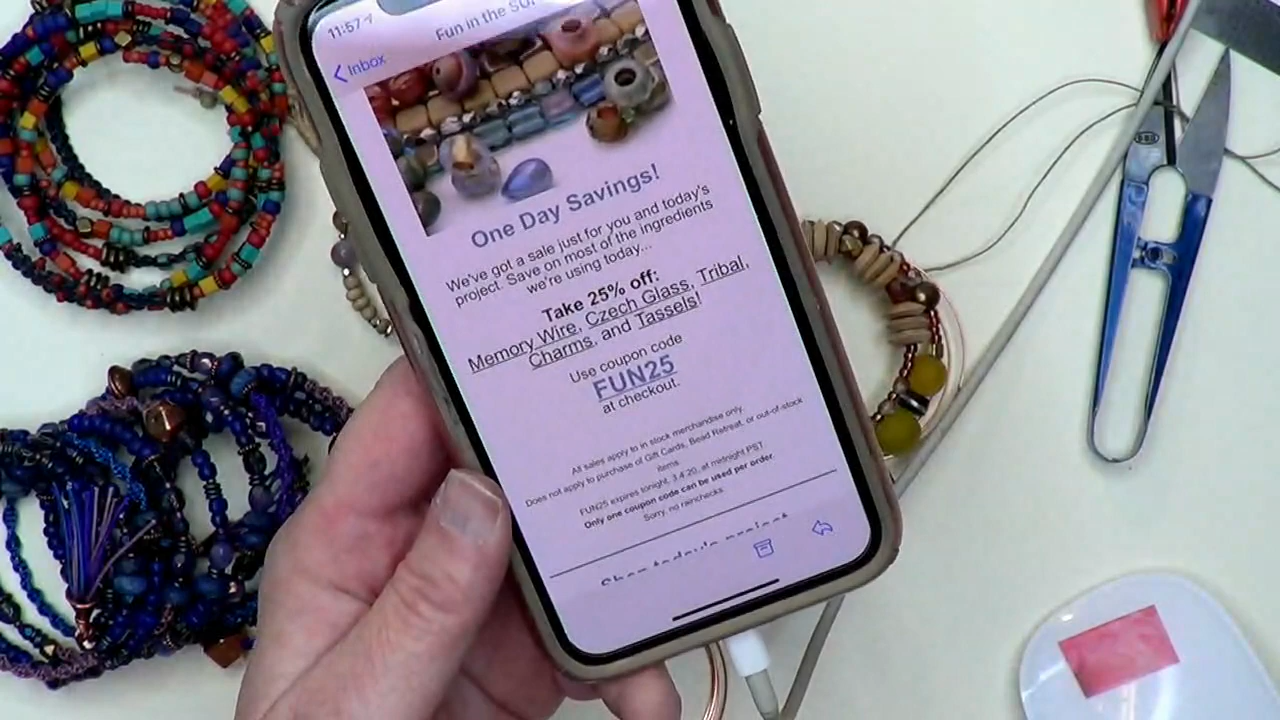 11:57
Fun in the
Inbox
One Day Savings!
We've got a sale just for you and today's
project. Save on most of the ingredients
we're using today...
Take 25% off:
Memory Wire, Czech Glass, Tribal,
Charms, and Tassels!
Use coupon code
FUN25
at checkout.
All sales apply to in stock merchandise only.
Does not apply to purchase of Gift Cards, Bead Retreat, or out-of-stock
items
FUN25 expires tonight, 3.4.20, at midnight PST.
Only one coupon code can be used per order.
Sorry, no rainchecks.